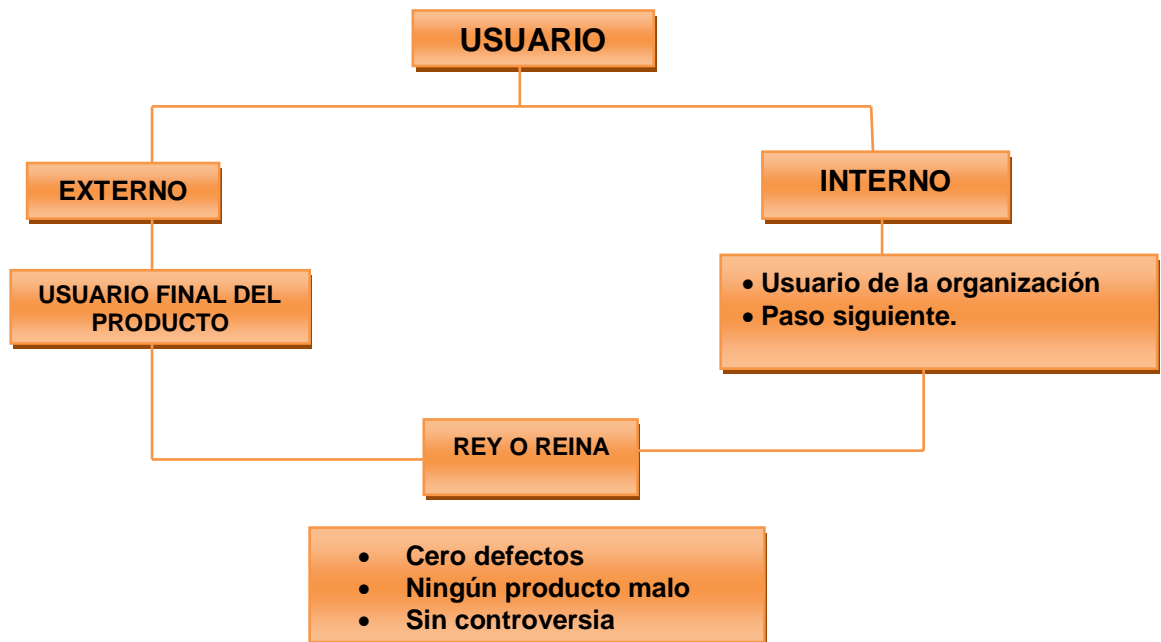 USUARIO
EXTERNO
INTERNO
USUARIO FINAL DEL
PRODUCTO
• Usuario de la organización
• Paso siguiente.
REY O REINA
• Cero defectos
• Ningún producto malo
• Sin controversia